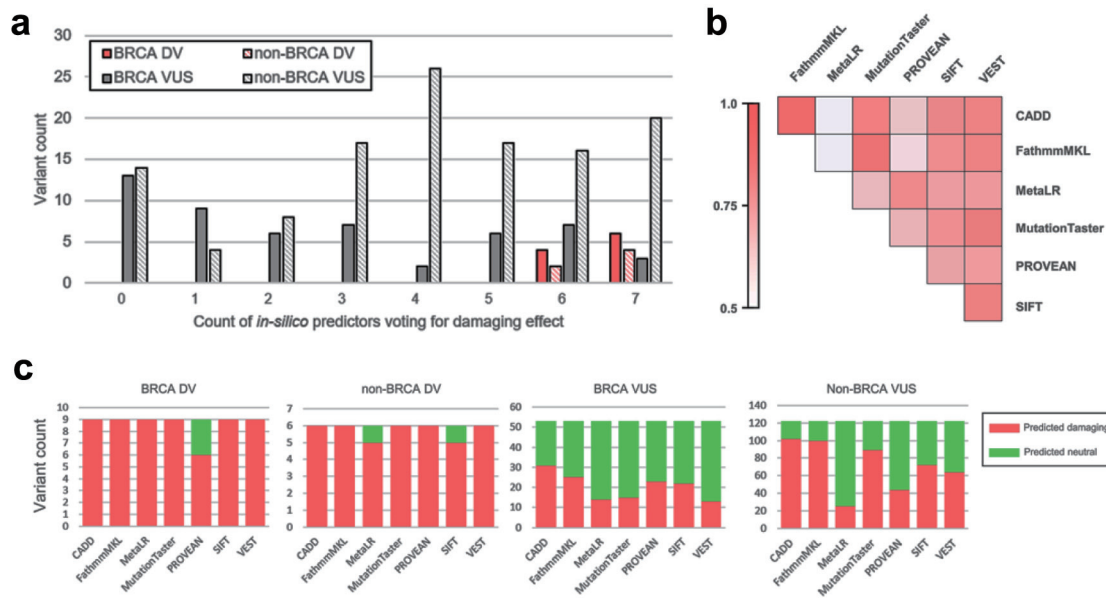 a
30
25
20
15
10
5
0
Variant count
BRCA DV
non-BRCA DV
BRCA VUS
non-BRCA VUS
0 1 2 3 4 5 6 7
Count of in-silico predictors voting for damaging effect
b
FathmmMKL
MetaLR
MutationTaster
PROVEAN
SIFT
VEST
1.0
0.75
0.5
CADD
FathmmMKL
MetaLR
MutationTaster
PROVEAN
SIFT
c
BRCA DV
Variant count
10
9
8
7
6
5
4
3
2
1
0
CADD
FathmmMKL
MetaLR
MutationTaster
PROVEAN
SIFT
VEST
non-BRCA DV
7
6
5
4
3
2
1
0
CADD
FathmmMKL
MetaLR
MutationTaster
PROVEAN
SIFT
VEST
BRCA VUS
60
50
40
30
20
10
0
CADD
FathmmMKL
MetaLR
MutationTaster
PROVEAN
SIFT
VEST
Non-BRCA VUS
140
120
100
80
60
40
20
0
CADD
FathmmMKL
MetaLR
MutationTaster
PROVEAN
SIFT
VEST
Predicted damaging
Predicted neutral